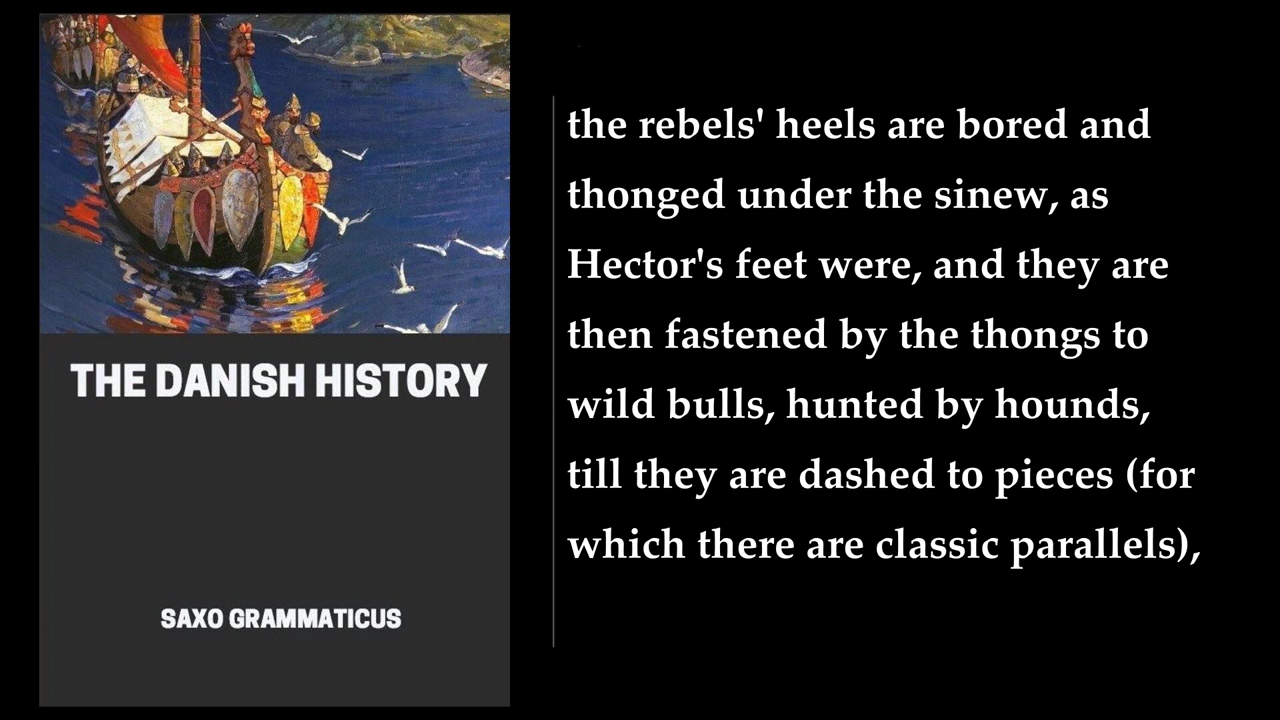 THE DANISH HISTORY
SAXO GRAMMATICUS
the rebels' heels are bored and
thonged under the sinew, as
Hector's feet were, and they are
then fastened by the thongs to
wild bulls, hunted by hounds,
till they are dashed to pieces (for
which there are classic parallels),